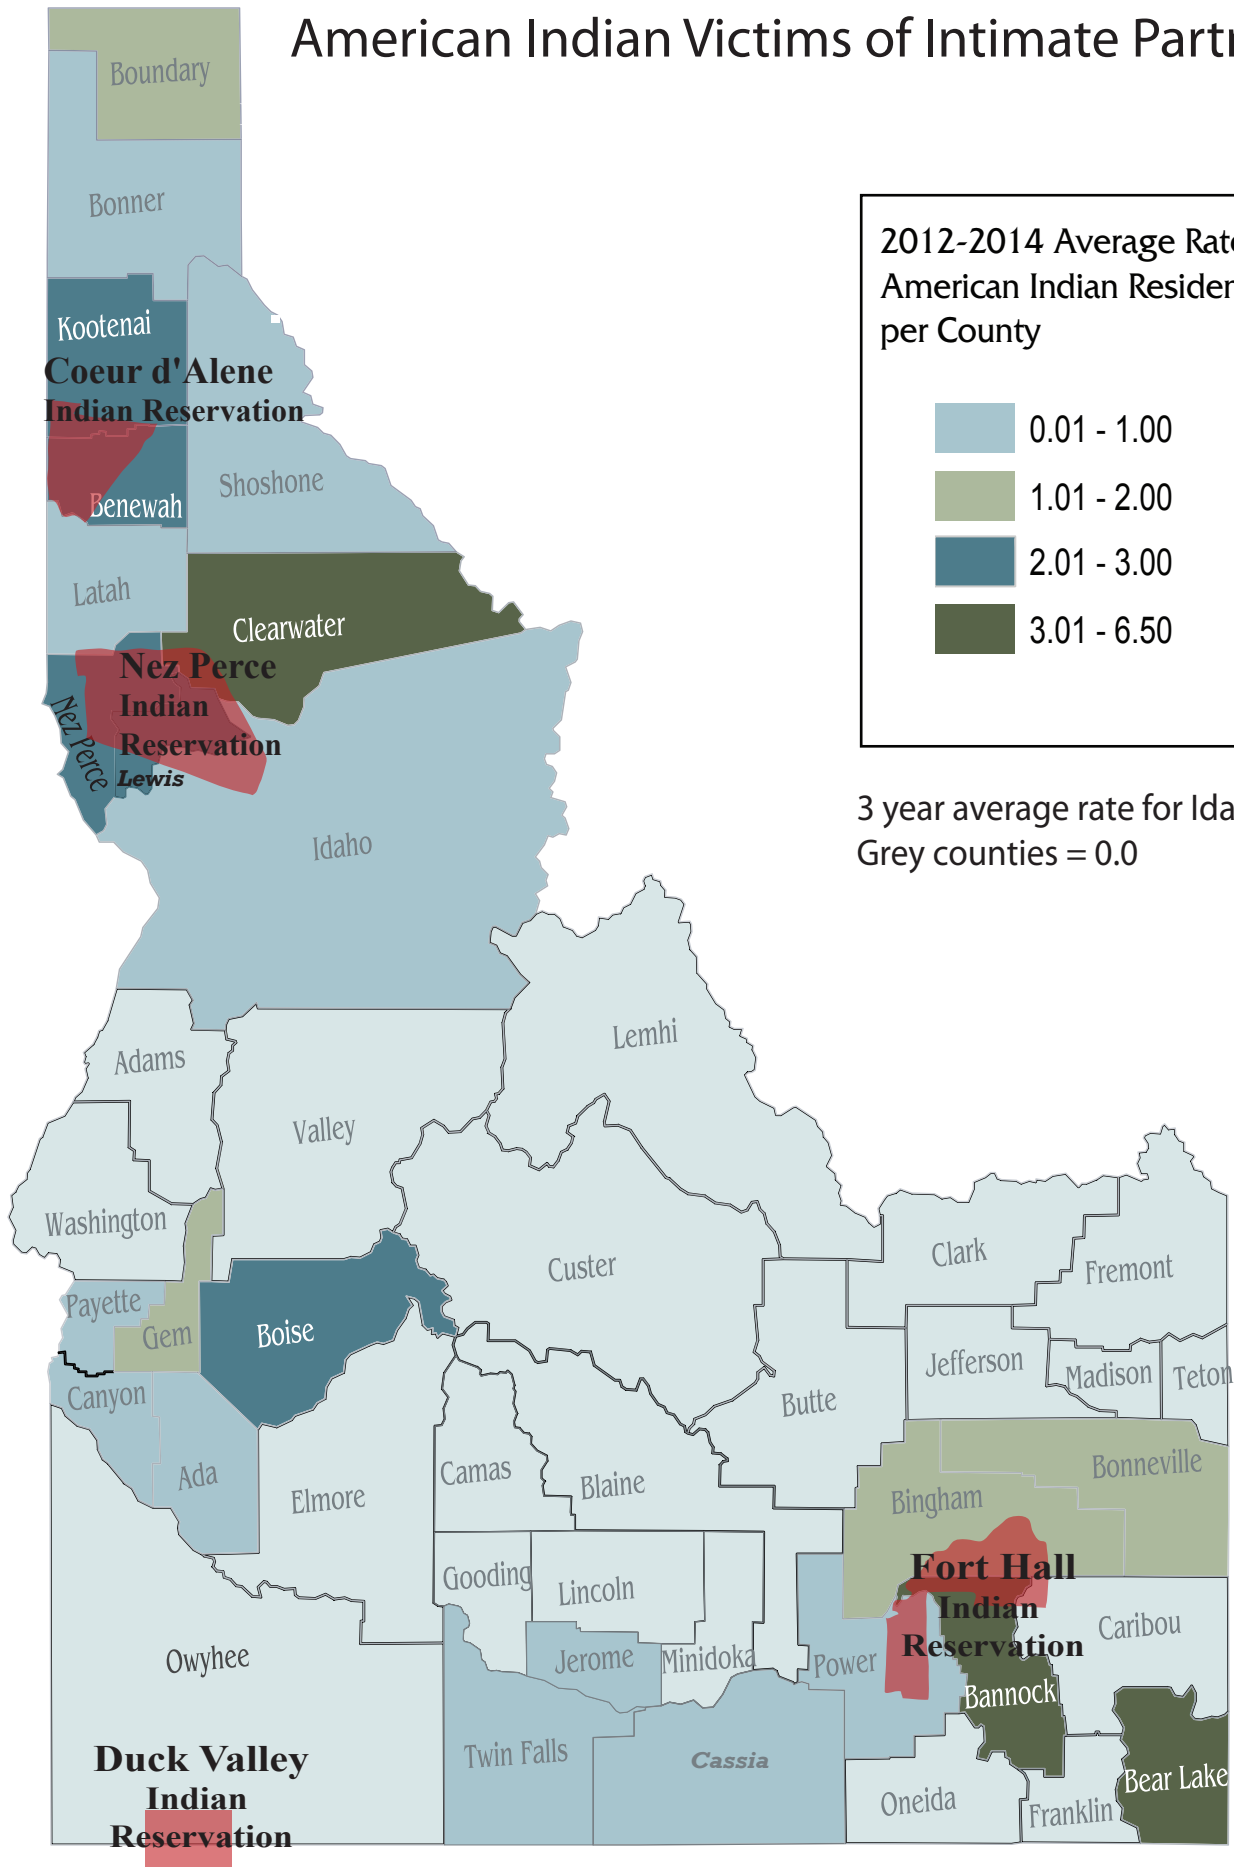 American Indian Victims of Intimate Partn
Boundary
Bonner
2012-2014 Average Rate
American Indian Residen
per County
0.01 - 1.00
1.01 - 2.00
2.01 - 3.00
3.01 - 6.50
3 year average rate for Ida
Grey counties = 0.0
Kootenai
Coeur d'Alene
Indian Reservation
Shoshone
Benewah
Latah
Clearwater
Nez Perce
Indian
Reservation
Nez Perce
Lewis
Idaho
Lemhi
Adams
Valley
Washington
Custer
Clark
Fremont
Payette
Gem
Boise
Jefferson
Madison
Teton
Canyon
Butte
Ada
Elmore
Camas
Blaine
Bonneville
Bingham
Gooding
Lincoln
Fort Hall
Indian
Reservation
Caribou
Owyhee
Jerome
Minidoka
Power
Bannock
Twin Falls
Cassia
Duck Valley
Indian
Reservation
Oneida
Franklin
Bear Lake